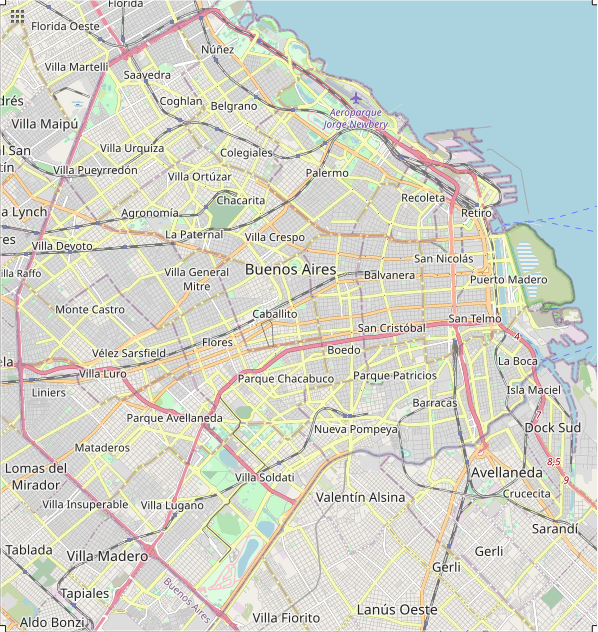 Florida
Florida Oeste
Núñez
Villa Martelli
Saavedra
Aeroparque
Jorge Newbery
Coghlan
Belgrano
Villa Maipú
Villa Urquiza
Colegiales
Villa Pueyrredón
Palermo
Villa Ortúzar
Chacarita
Recoleta
Retiro
a Lynch
Agronomía
La Paternal
Villa Crespo
Villa Devoto
San Nicolás
Buenos Aires
Balvanera
Puerto Madero
illa Raffo
Villa General
Mitre
Monte Castro
Caballito
San Telmo
San Cristóbal
4
Flores
Boedo
Vélez Sarsfield
La Boca
Villa Luro
Parque Chacabuco
Parque Patricios
Liniers
Isla Maciel
Barracas
Parque Avellaneda
7
Dock Sud
Nueva Pompeya
Mataderos
8,5
Lomas del
Mirador
Villa Soldati
Avellaneda
9
Crucecita
Villa Insuperable
Villa Lugano
Valentín Alsina
Sarandí
Tablada
Villa Madero
Gerli
Gerli
Tapiales
Buenos Aires
Lanús Oeste
Villa Fiorito
Aldo Bonzi